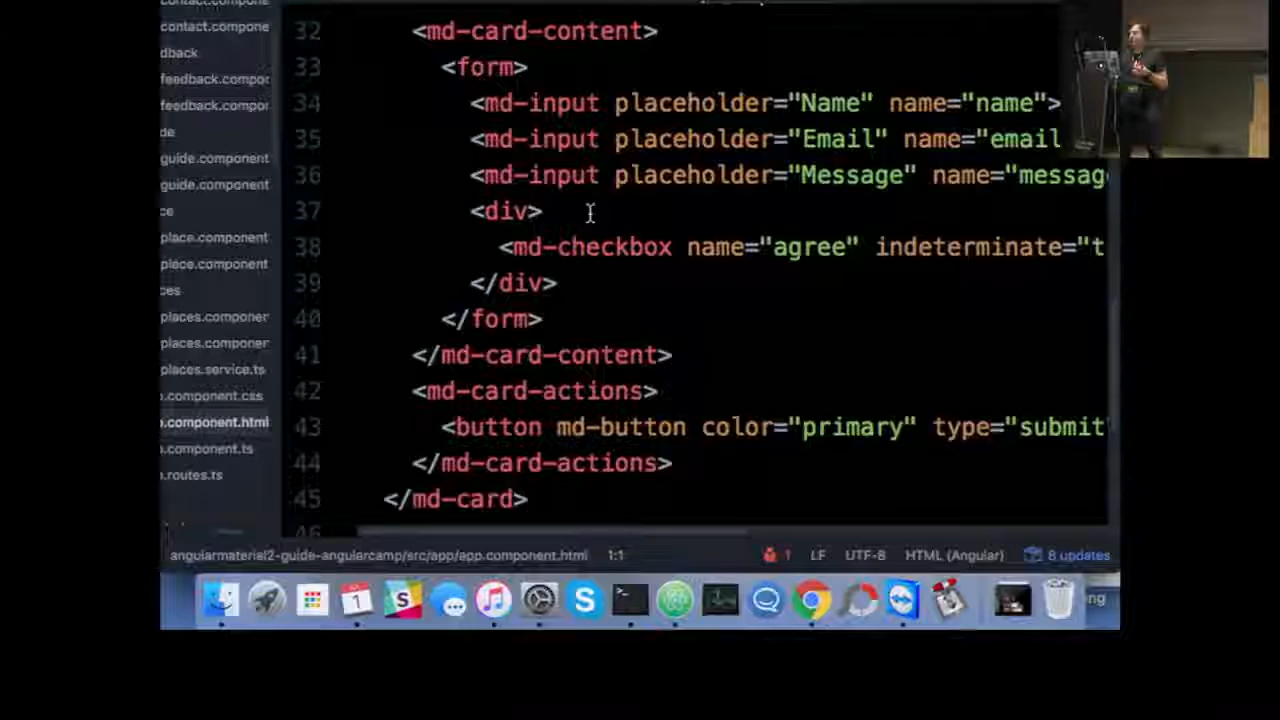 contact.component
contact.compone
dback
feedback.compor
feedback.compor
de
guide.component
guide.component
ce
place.component
place.component
ces
places.componer
places.componer
places.service.ts
.component.css
.component.html
.component.ts
.routes.ts
32 <md-card-content>
33 <form>
34 <md-input placeholder="Name" name="name">
35 <md-input placeholder="Email" name="email
36 <md-input placeholder="Message" name="messag
37 <div>
38 <md-checkbox name="agree" indeterminate="t
39 </div>
40 </form>
41 </md-card-content>
42 <md-card-actions>
43 <button md-button color="primary" type="submit"
44 </md-card-actions>
45 </md-card>
46
angularmaterial2-guide-angularcamp/src/app/app.component.html 1:1 1 LF UTF-8 HTML (Angular) 8 updates
1
S
S
ng